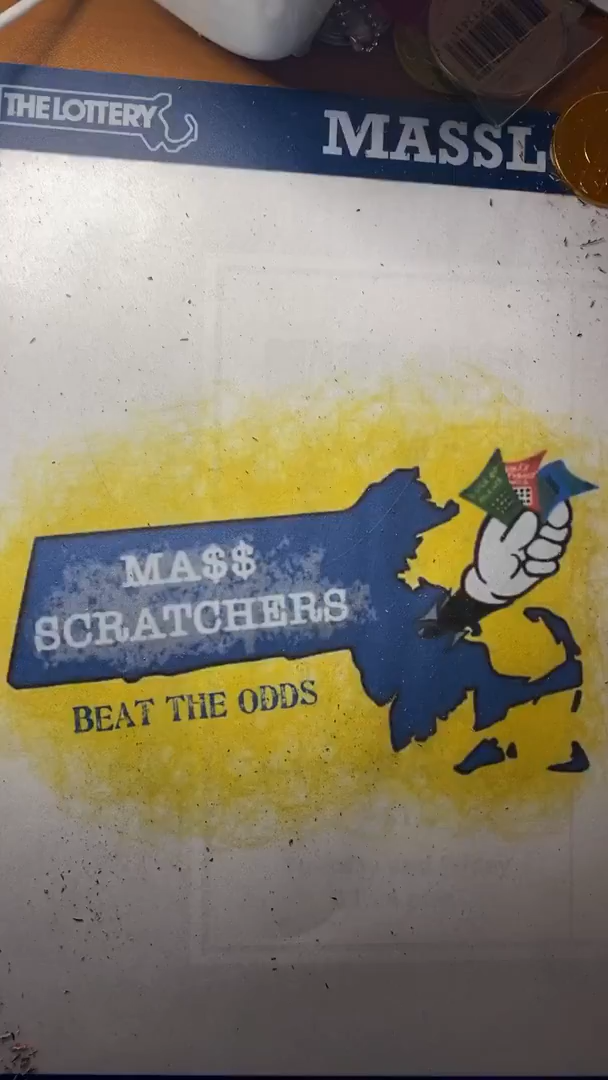 THE LOTTERY
MASSL
MA$$
SCRATCHERS
BEAT THE ODDS